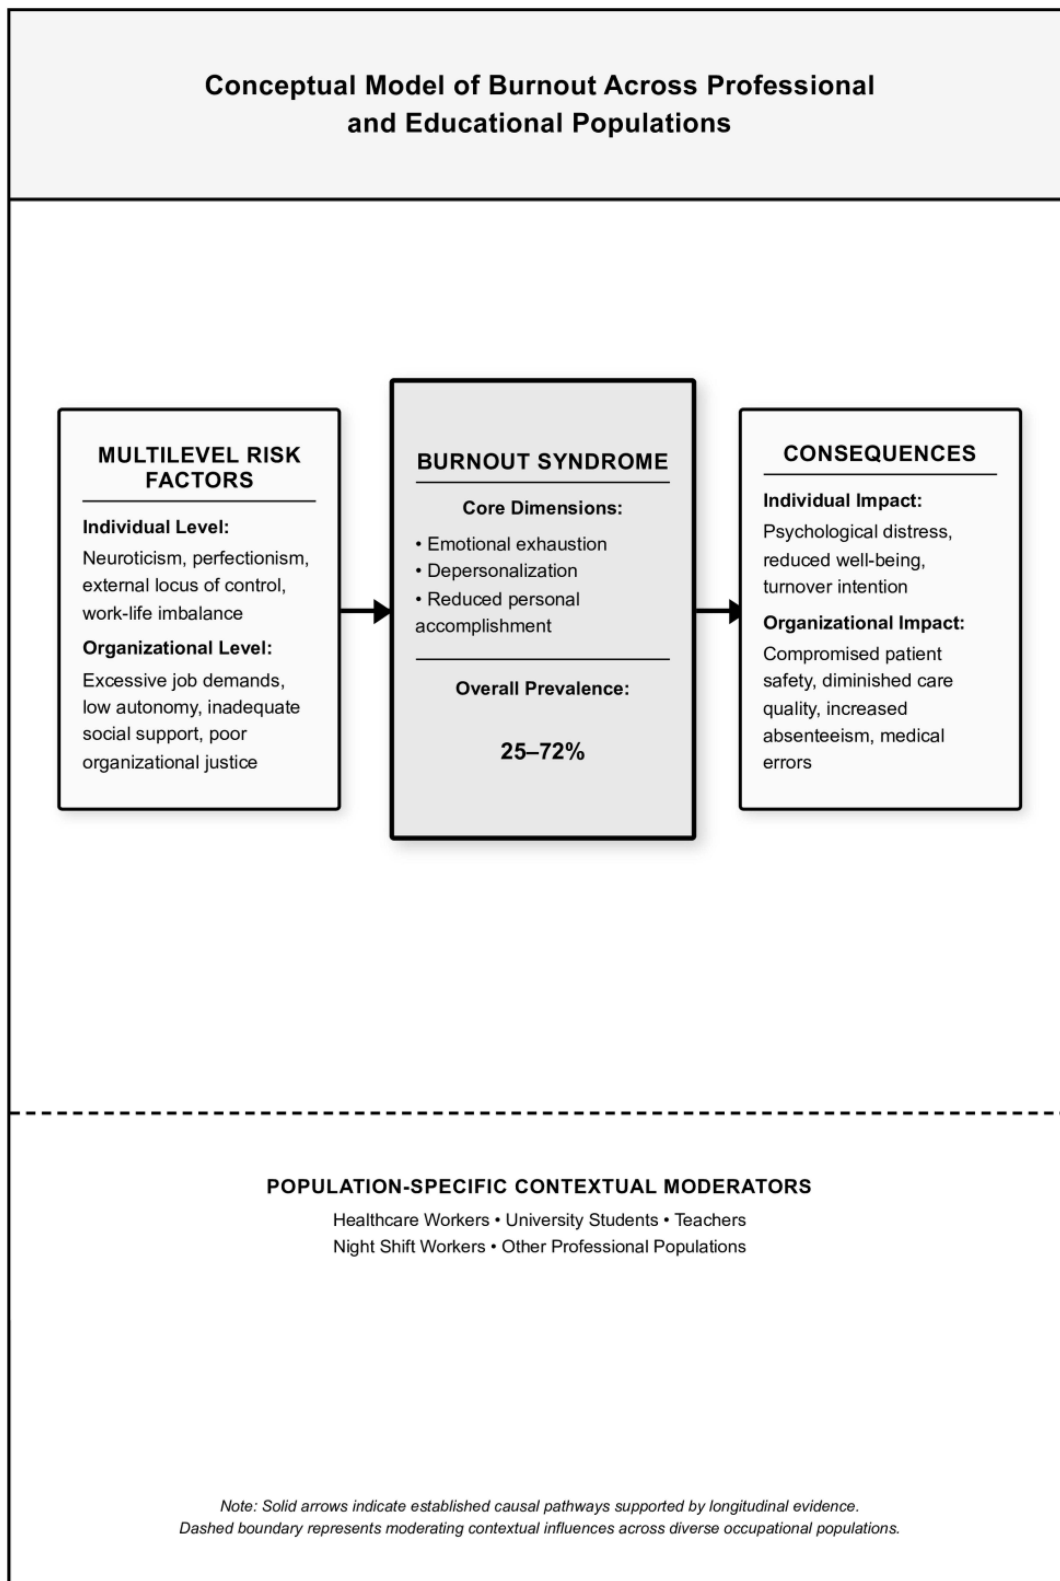 Conceptual Model of Burnout Across Professional
and Educational Populations
MULTILEVEL RISK
FACTORS
Individual Level:
Neuroticism, perfectionism,
external locus of control,
work-life imbalance
Organizational Level:
Excessive job demands,
low autonomy, inadequate
social support, poor
organizational justice
BURNOUT SYNDROME
Core Dimensions:
• Emotional exhaustion
• Depersonalization
• Reduced personal
accomplishment
Overall Prevalence:
25–72%
CONSEQUENCES
Individual Impact:
Psychological distress,
reduced well-being,
turnover intention
Organizational Impact:
Compromised patient
safety, diminished care
quality, increased
absenteeism, medical
errors
POPULATION-SPECIFIC CONTEXTUAL MODERATORS
Healthcare Workers • University Students • Teachers
Night Shift Workers • Other Professional Populations
Note: Solid arrows indicate established causal pathways supported by longitudinal evidence.
Dashed boundary represents moderating contextual influences across diverse occupational populations.